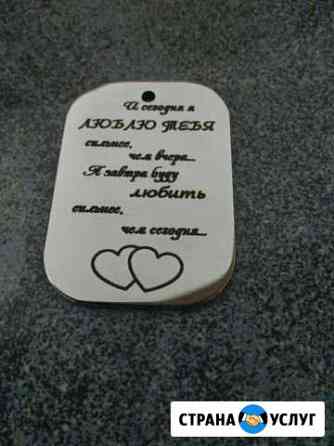 И сегодня я
ЛЮБЛЮ ТЕБЯ
сильнее,
чем вчера...
А завтра буду
любить
сильнее,
чем сегодня...
СТРАНА УСЛУГ